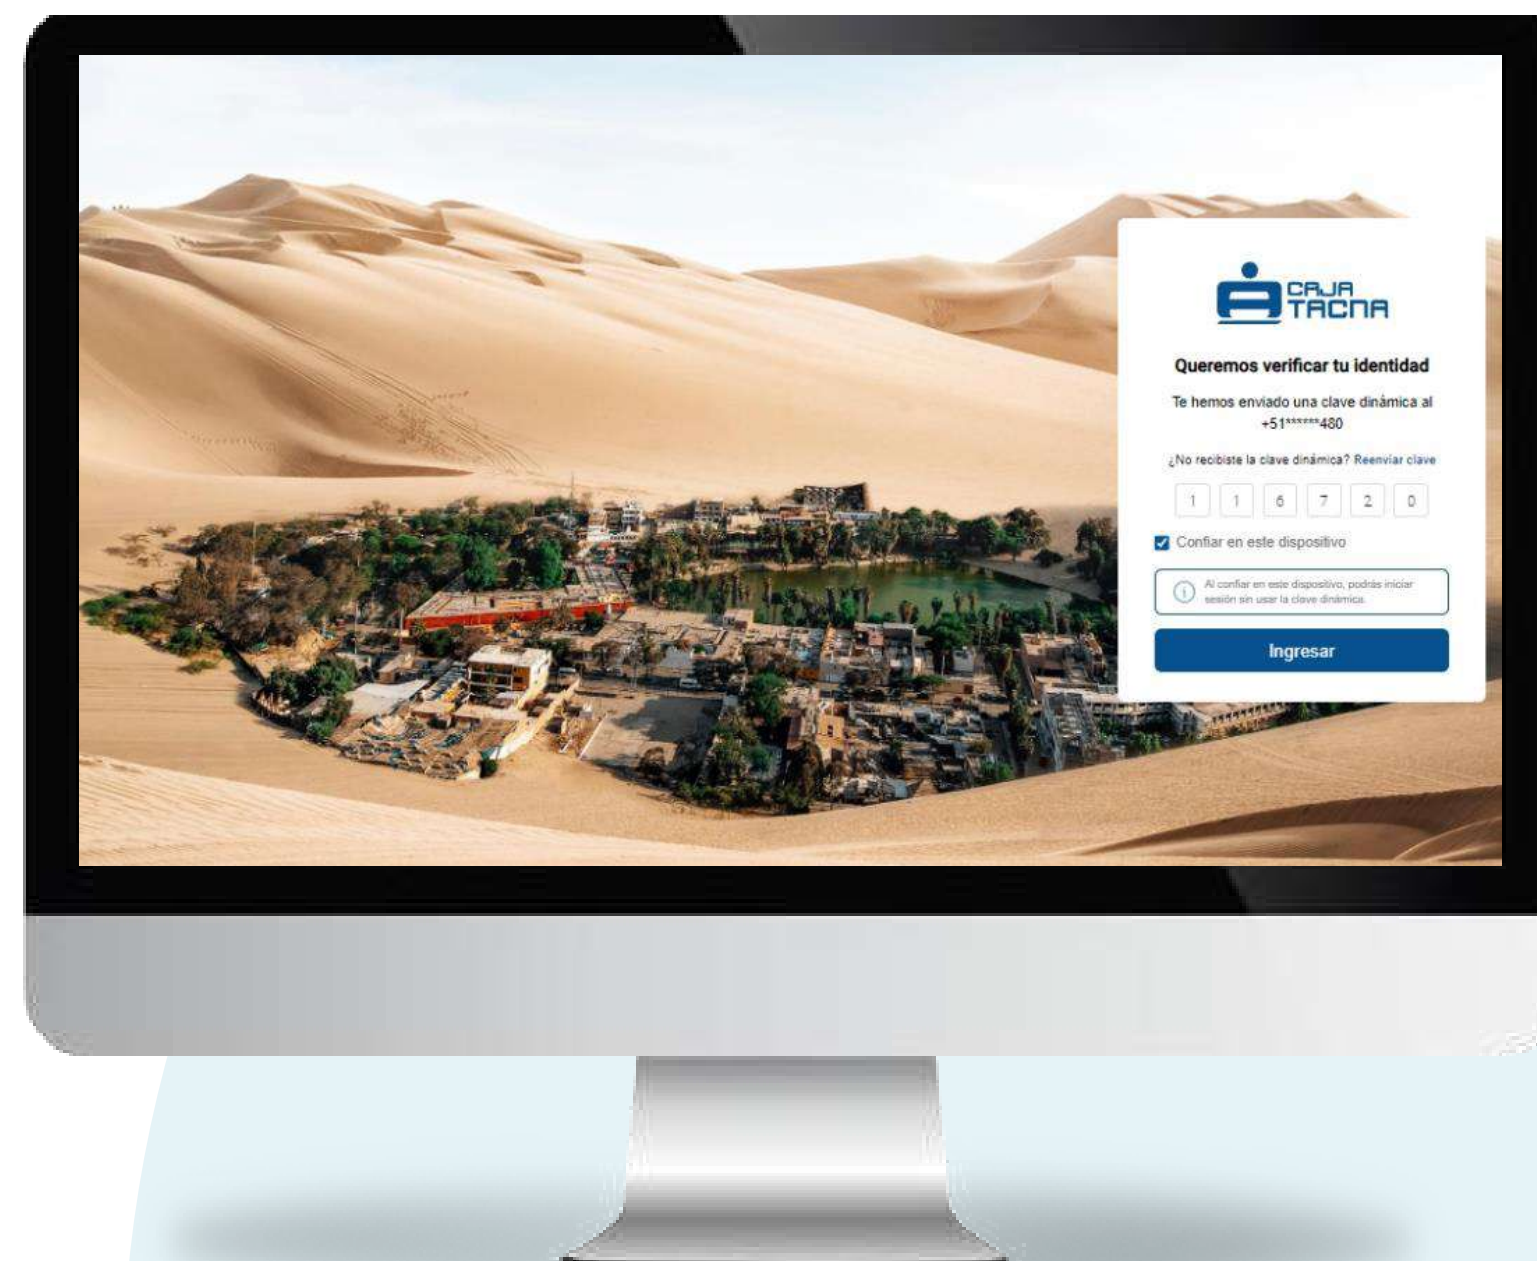 CAJA
TACNA
Queremos verificar tu identidad
Te hemos enviado una clave dinámica al
+51******480
¿No recibiste la clave dinámica? Reenviar clave
1 1 6 7 2 0
Confiar en este dispositivo
Al confiar en este dispositivo, podrás iniciar
sesión sin usar la clave dinámica.
Ingresar